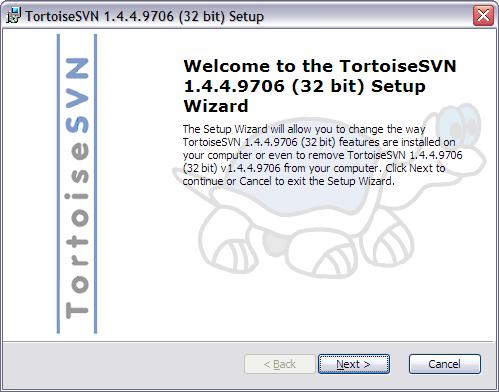 TortoiseSVN 1.4.4.9706 (32 bit) Setup
TortoiseSVN
Welcome to the TortoiseSVN
1.4.4.9706 (32 bit) Setup
Wizard
The Setup Wizard will allow you to change the way
TortoiseSVN 1.4.4.9706 (32 bit) features are installed on
your computer or even to remove TortoiseSVN 1.4.4.9706
(32 bit) v1.4.4.9706 from your computer. Click Next to
continue or Cancel to exit the Setup Wizard.
< Back
Next >
Cancel